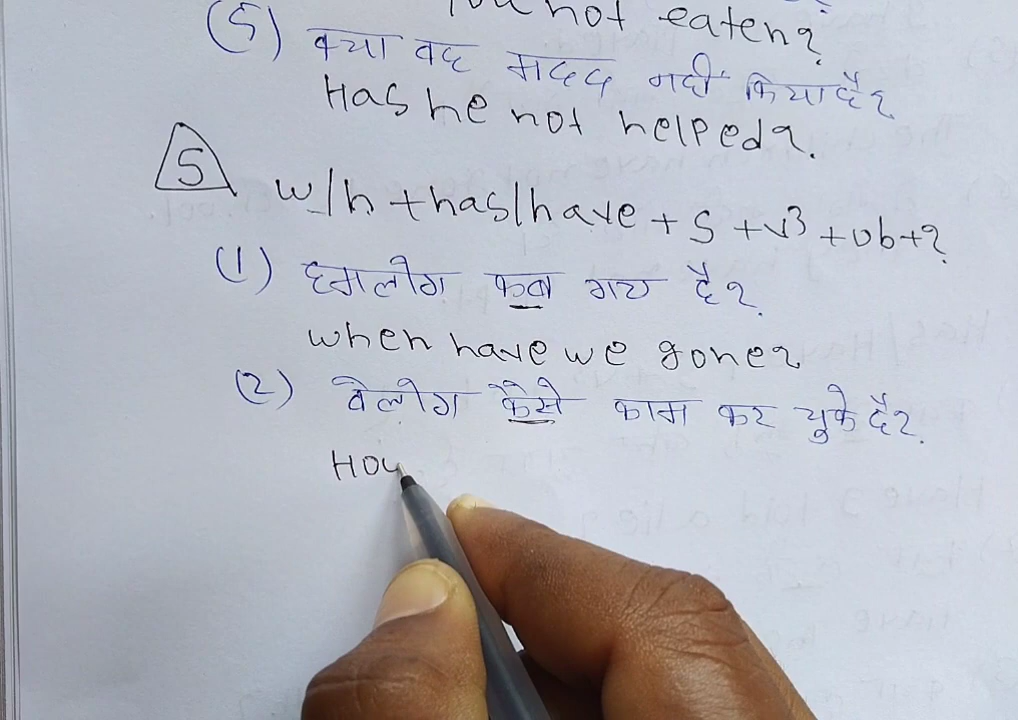 You not eaten?
(5) क्या वह मदद नहीं किया है?
Has he not helped?
5 w/h + has/have + S + v3 + ob + ?
(1) हमलोग कब गए है?
when have we gone?
(2) वेलोग कैसे काम कर चुके है?
How